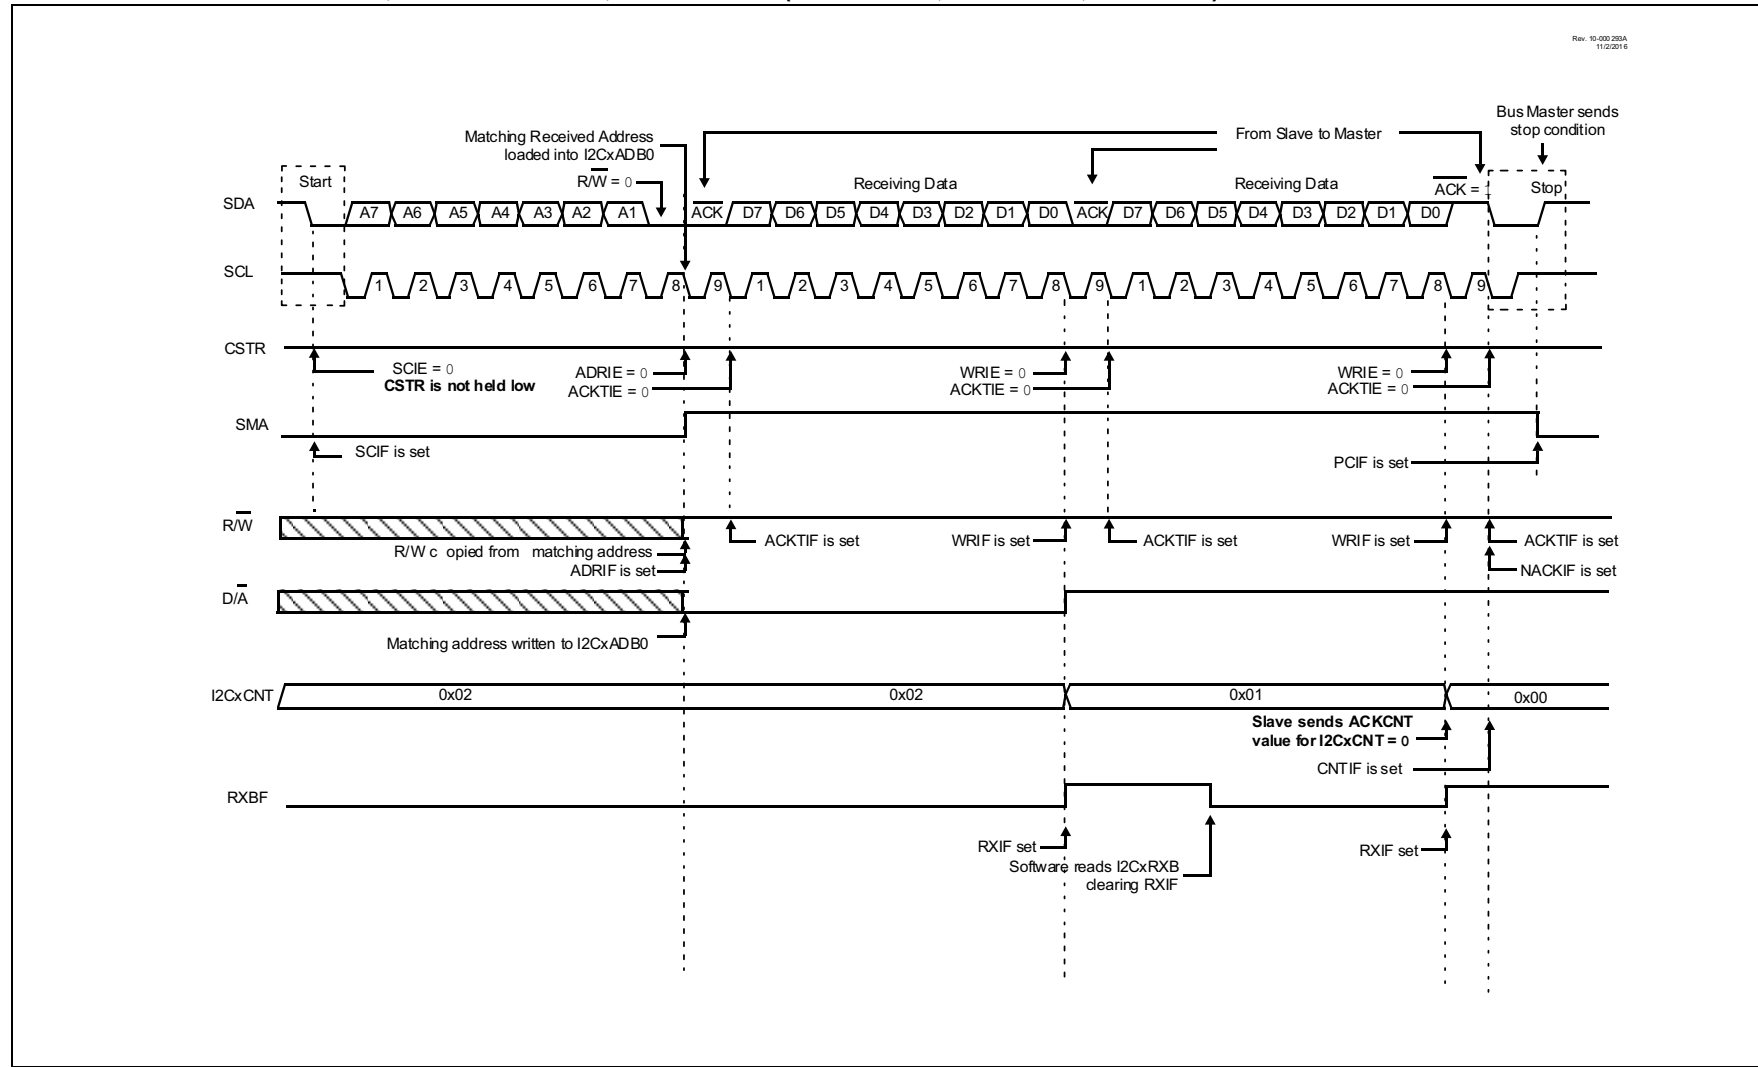 Rev. 10-000 293A
11/2/2016
Bus Master sends
stop condition
Matching Received Address
loaded into I2CxADB0
From Slave to Master
Start
R/W = 0
Receiving Data
Receiving Data
ACK =
Stop
SDA
A7 A6 A5 A4 A3 A2 A1 ACK D7 D6 D5 D4 D3 D2 D1 D0 ACK D7 D6 D5 D4 D3 D2 D1 D0
SCL
1 2 3 4 5 6 7 8 9 1 2 3 4 5 6 7 8 9 1 2 3 4 5 6 7 8 9
CSTR
SCIE = 0
CSTR is not held low
ADRIE = 0
ACKTIE = 0
WRIE = 0
ACKTIE = 0
WRIE = 0
ACKTIE = 0
SMA
SCIF is set
PCIF is set
R/W
ACKTIF is set
WRIF is set
ACKTIF is set
WRIF is set
ACKTIF is set
R/W c opied from matching address
ADRIF is set
NACKIF is set
D/A
Matching address written to I2CxADB0
I2CxCNT
0x02
0x02
0x01
0x00
Slave sends ACKCNT
value for I2CxCNT = 0
CNTIF is set
RXBF
RXIF set
Software reads I2CxRXB
clearing RXIF
RXIF set